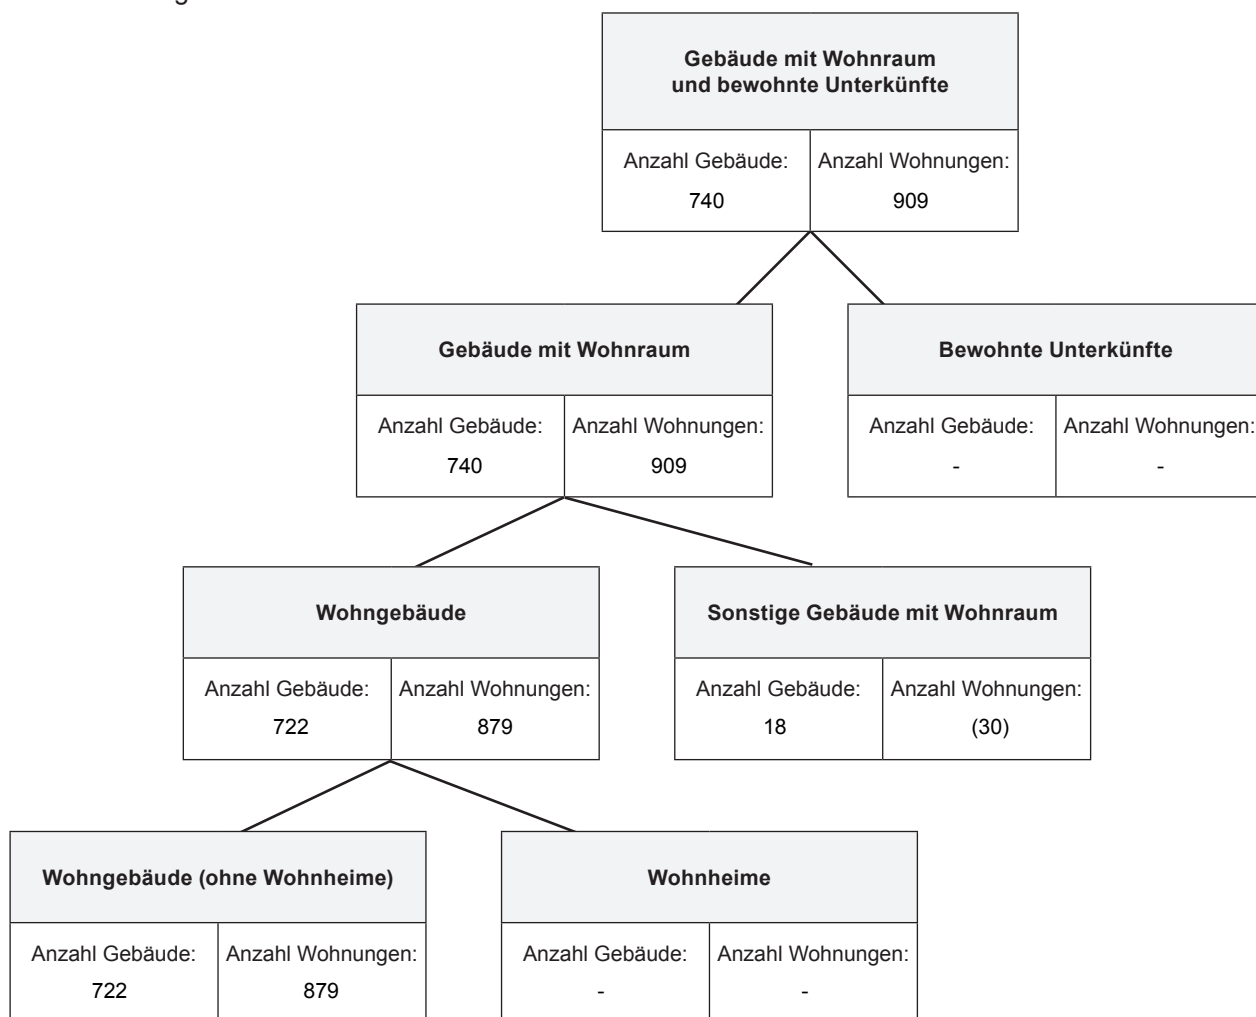 Gebäude mit Wohnraum
und bewohnte Unterkünfte
Anzahl Gebäude: Anzahl Wohnungen:
740 909
Gebäude mit Wohnraum
Anzahl Gebäude: Anzahl Wohnungen:
740 909
Bewohnte Unterkünfte
Anzahl Gebäude: Anzahl Wohnungen:
- -
Wohngebäude
Anzahl Gebäude: Anzahl Wohnungen:
722 879
Sonstige Gebäude mit Wohnraum
Anzahl Gebäude: Anzahl Wohnungen:
18 (30)
Wohngebäude (ohne Wohnheime)
Anzahl Gebäude: Anzahl Wohnungen:
722 879
Wohnheime
Anzahl Gebäude: Anzahl Wohnungen:
- -